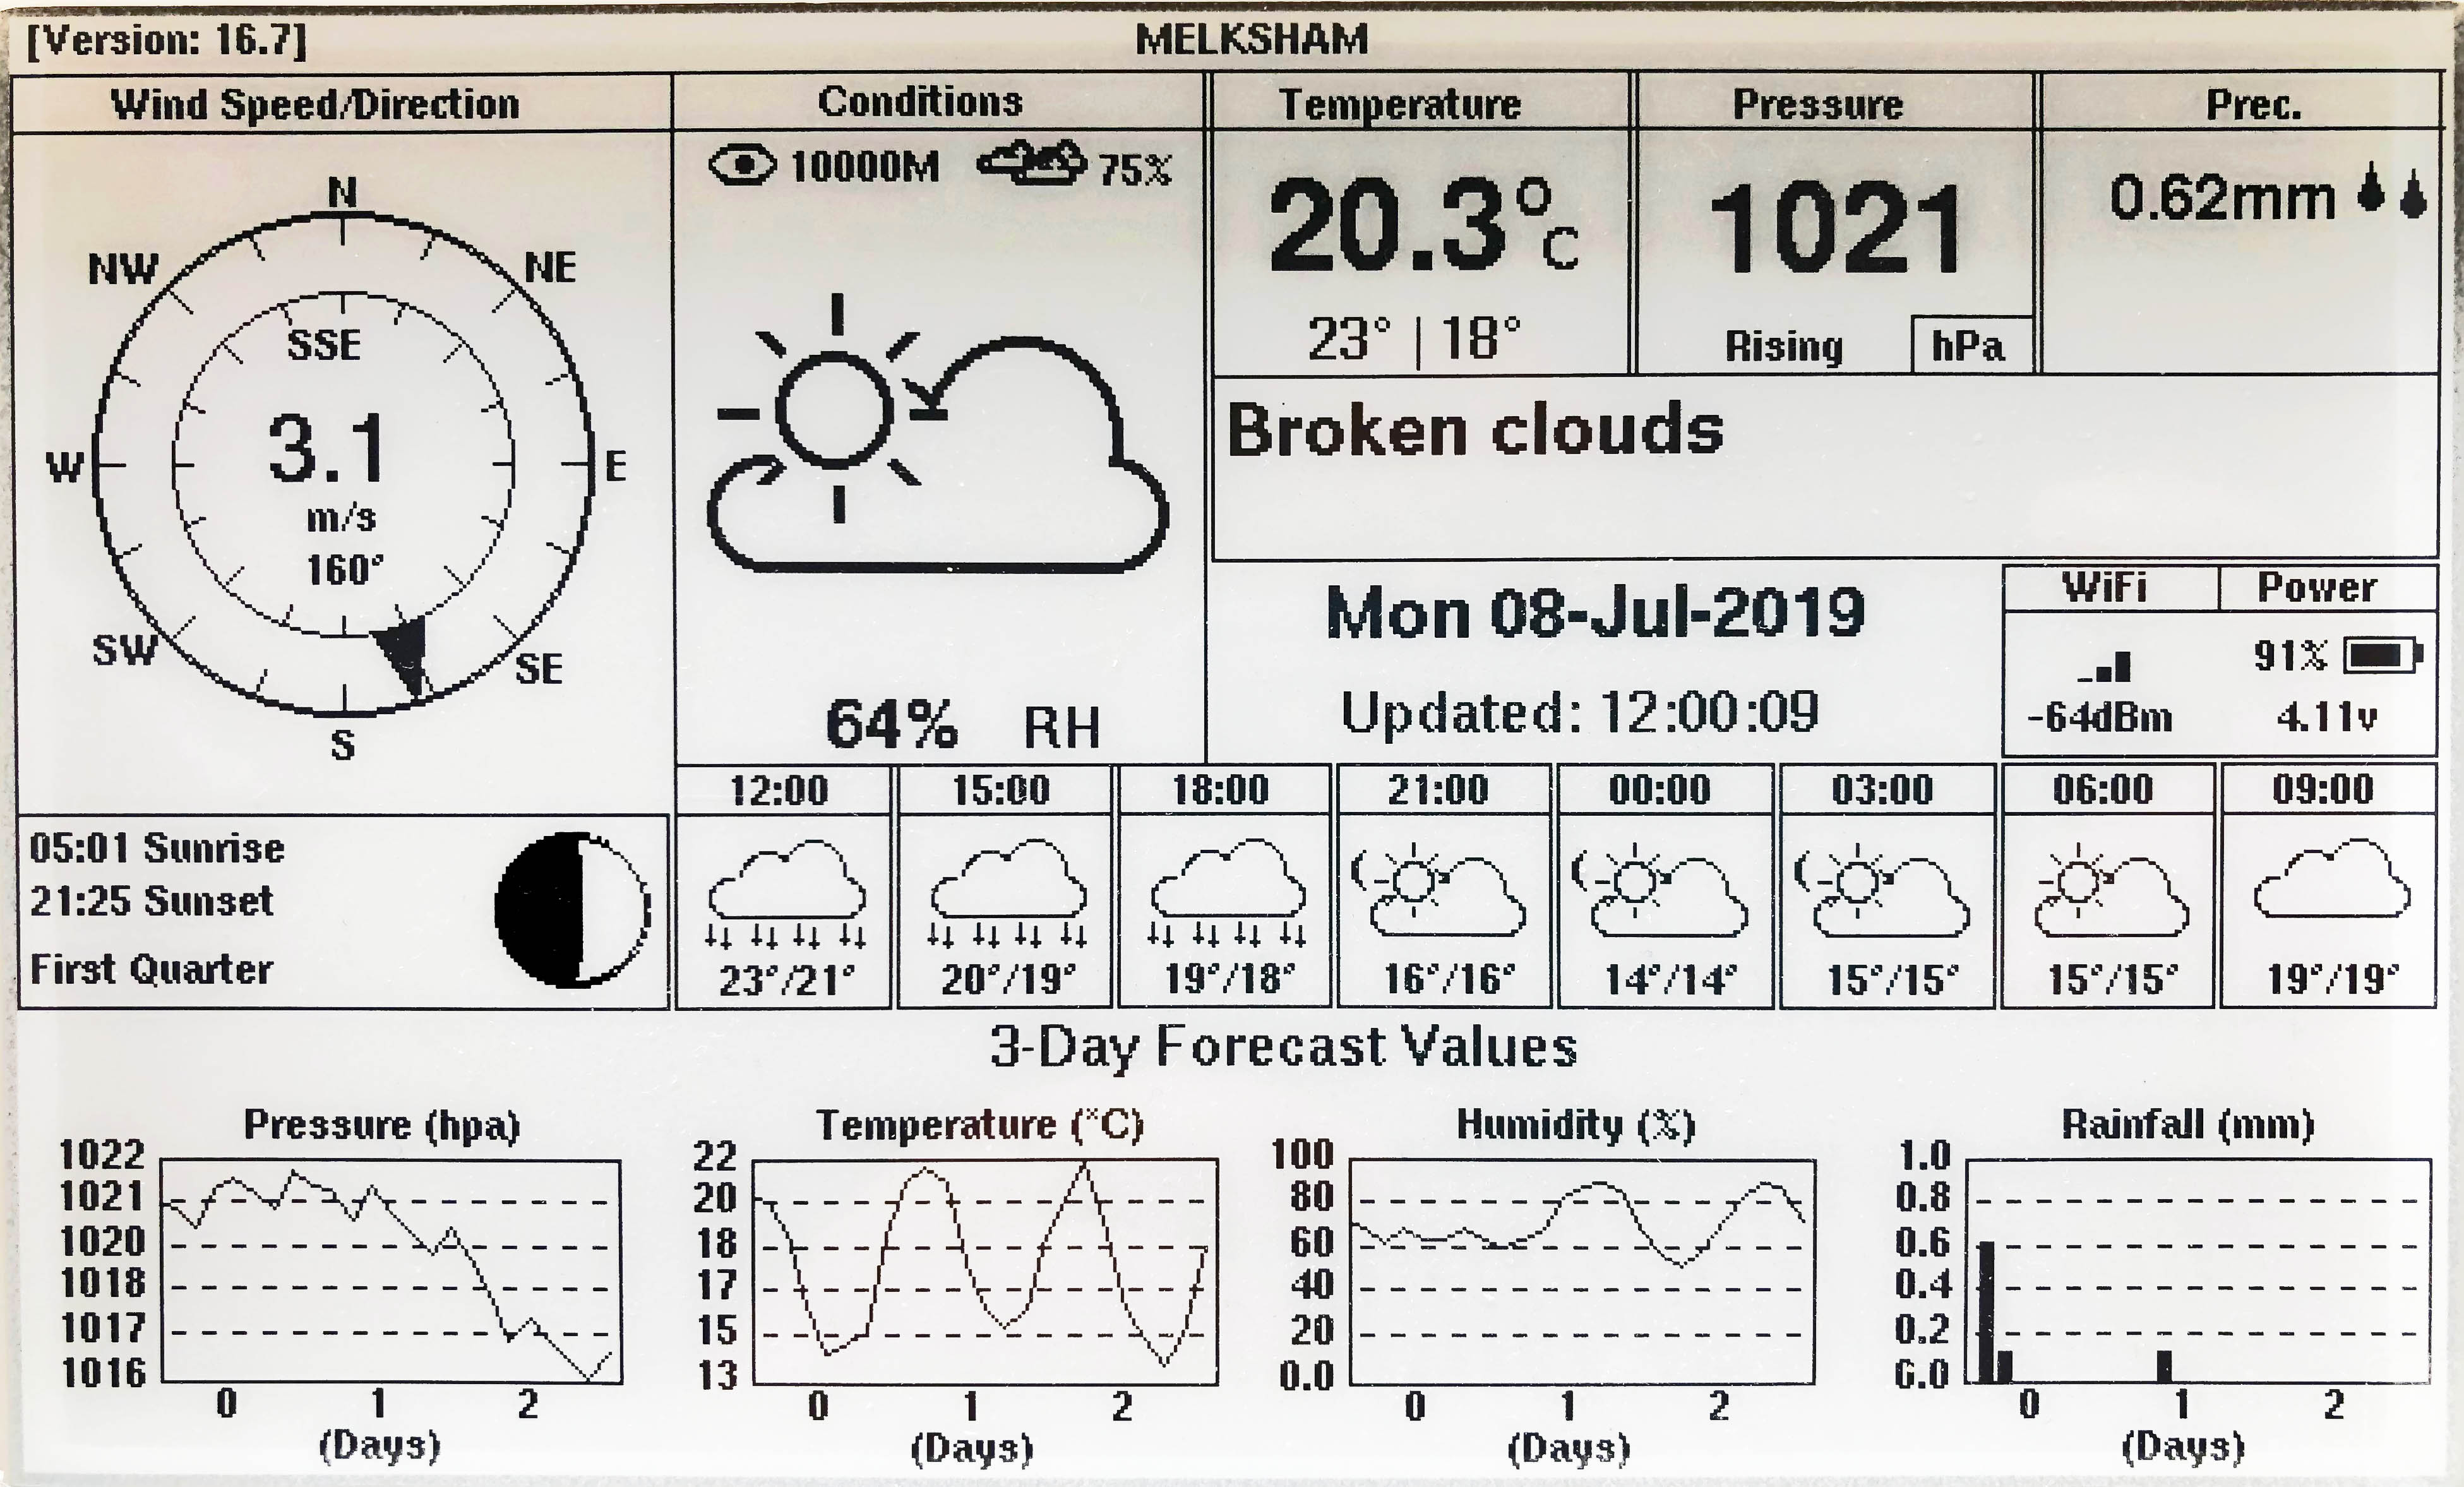 [Version: 16.7]
MELKSHAM
Wind Speed/Direction
N
NW
NE
SSE
3.1
m/s
160°
W
E
SW
SE
S
Conditions
10000M
75%
64% RH
Temperature
20.3°C
23° | 18°
Pressure
1021
Rising
hPa
Prec.
0.62mm
Broken clouds
Mon 08-Jul-2019
Updated: 12:00:09
WiFi
-64dBm
Power
91%
4.11v
05:01 Sunrise
21:25 Sunset
First Quarter
12:00
23°/21°
15:00
20°/19°
18:00
19°/18°
21:00
16°/16°
00:00
14°/14°
03:00
15°/15°
06:00
15°/15°
09:00
19°/19°
3-Day Forecast Values
Pressure (hpa)
1022
1021
1020
1018
1017
1016
0 1 2
(Days)
Temperature (°C)
22
20
18
17
15
13
0 1 2
(Days)
Humidity (%)
100
80
60
40
20
0.0
0 1 2
(Days)
Rainfall (mm)
1.0
0.8
0.6
0.4
0.2
0.0
0 1 2
(Days)